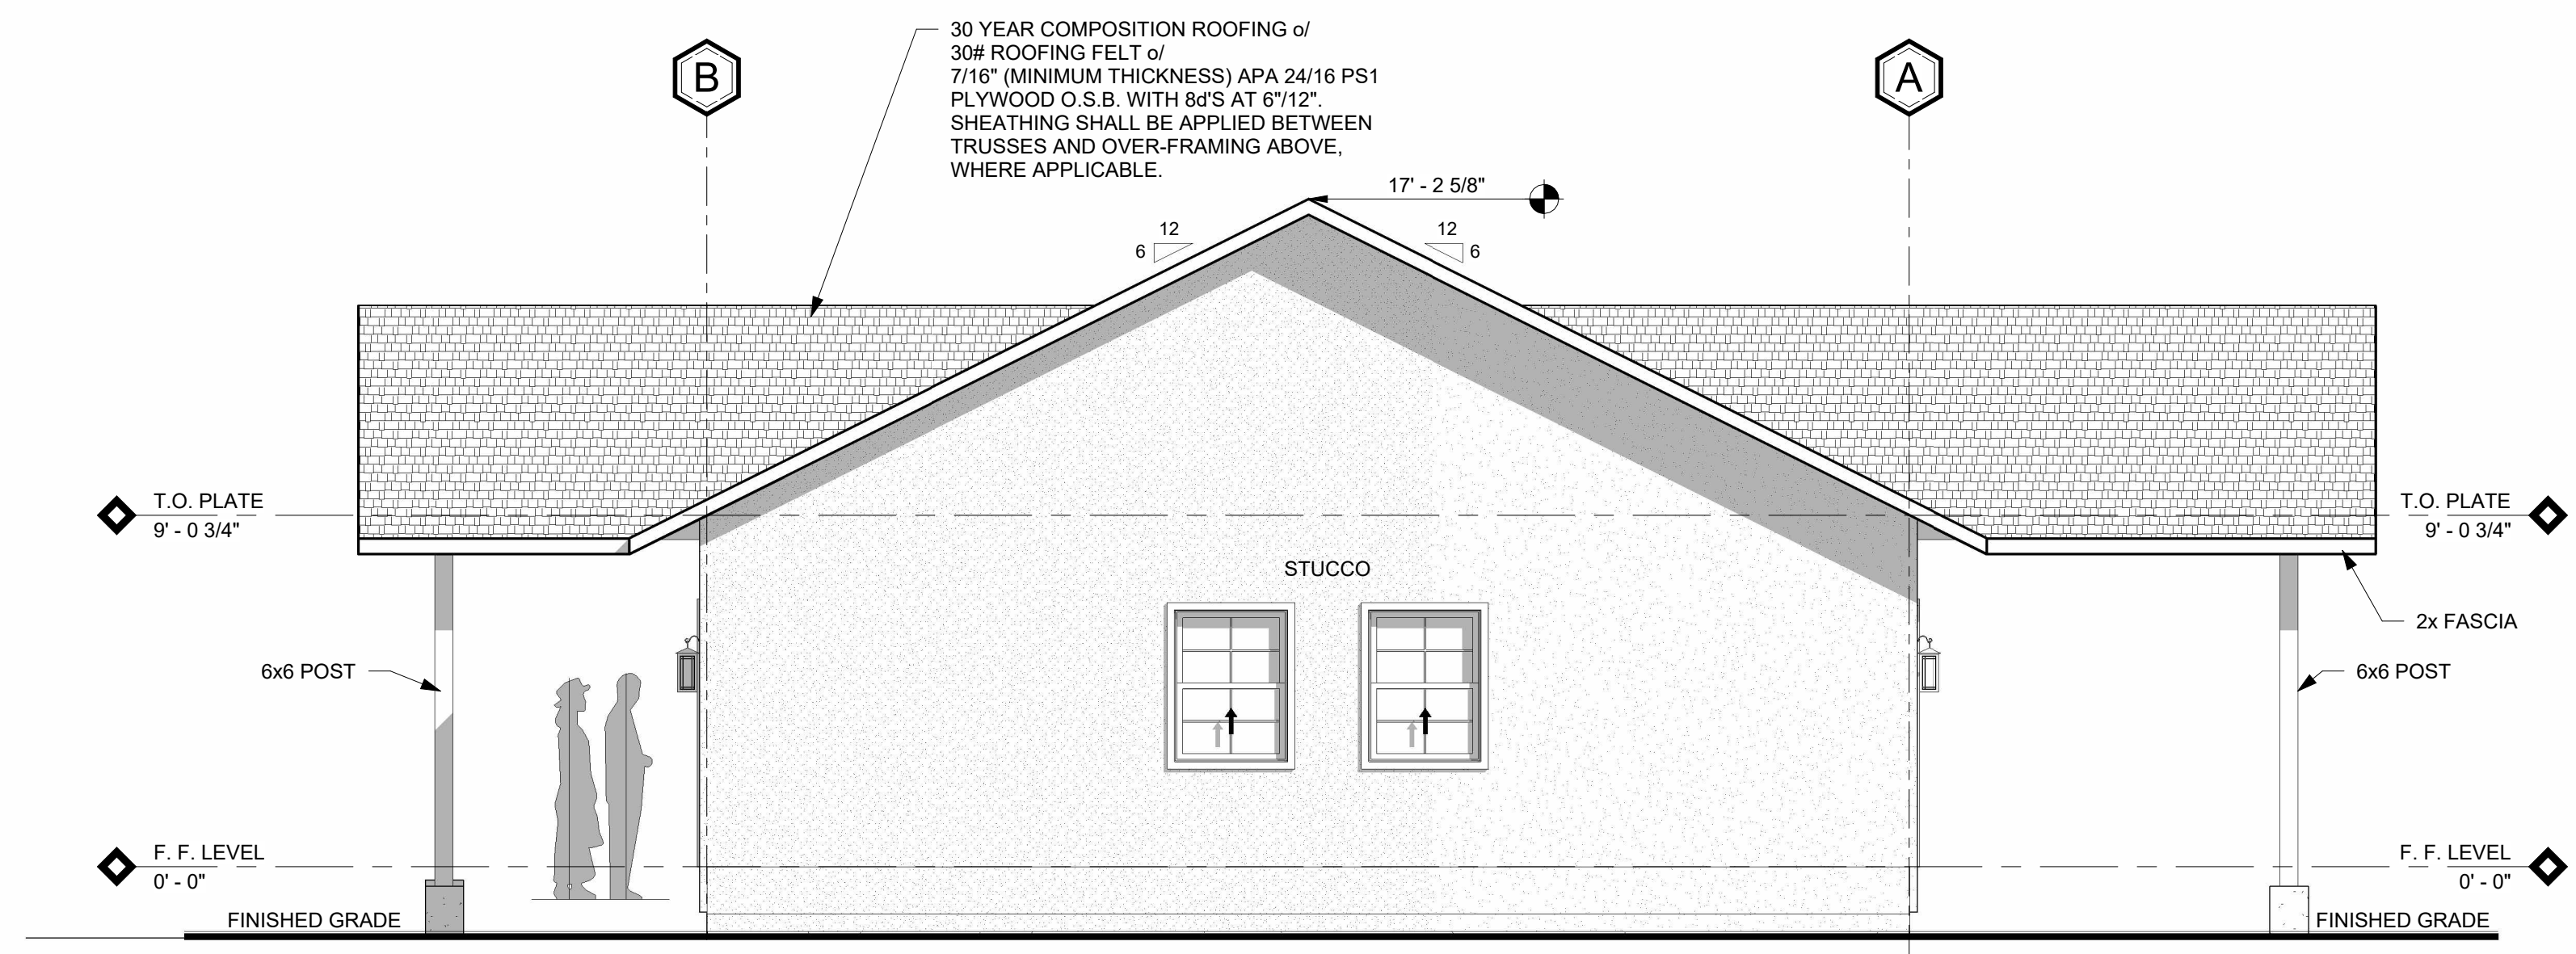 30 YEAR COMPOSITION ROOFING o/
30# ROOFING FELT o/
7/16" (MINIMUM THICKNESS) APA 24/16 PS1
PLYWOOD O.S.B. WITH 8d'S AT 6"/12".
SHEATHING SHALL BE APPLIED BETWEEN
TRUSSES AND OVER-FRAMING ABOVE,
WHERE APPLICABLE.
B
A
17' - 2 5/8"
12
6
12
6
T.O. PLATE
9' - 0 3/4"
T.O. PLATE
9' - 0 3/4"
STUCCO
2x FASCIA
6x6 POST
6x6 POST
F. F. LEVEL
0' - 0"
F. F. LEVEL
0' - 0"
FINISHED GRADE
FINISHED GRADE